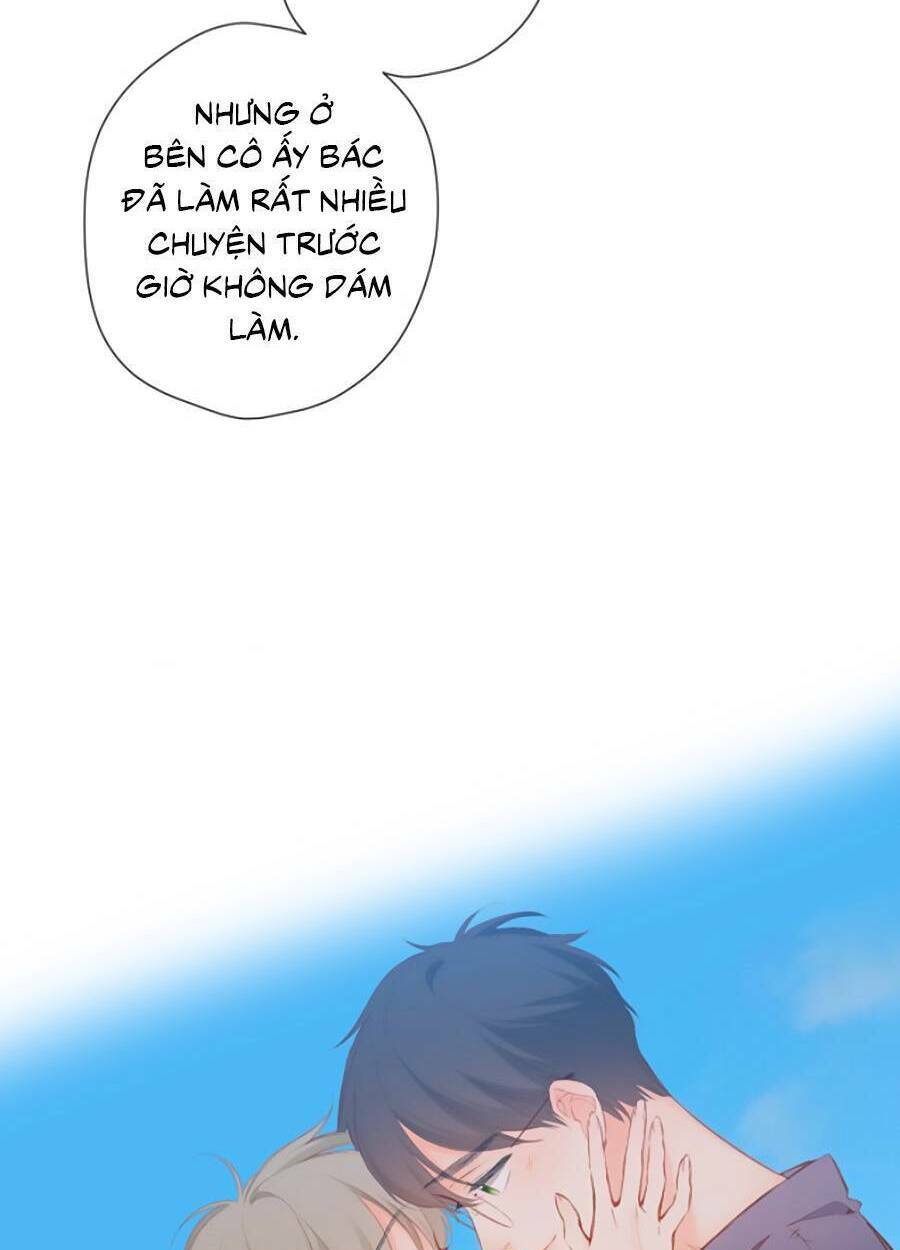 NHƯNG Ở
BÊN CÔ ẤY BÁC
ĐÃ LÀM RẤT NHIỀU
CHUYỆN TRƯỚC
GIỜ KHÔNG DÁM
LÀM.